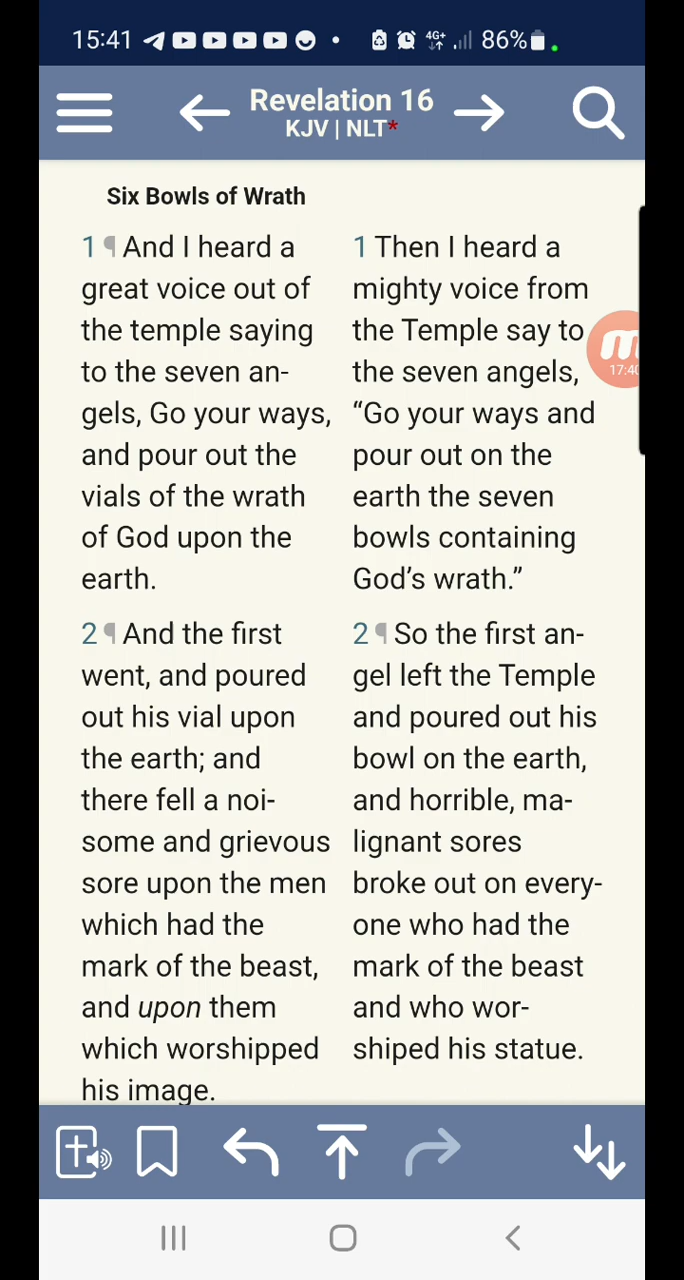 15:41 4G+ 86%
Revelation 16
KJV | NLT*
Six Bowls of Wrath
1 ¶ And I heard a
great voice out of
the temple saying
to the seven an-
gels, Go your ways,
and pour out the
vials of the wrath
of God upon the
earth.
2 ¶ And the first
went, and poured
out his vial upon
the earth; and
there fell a noi-
some and grievous
sore upon the men
which had the
mark of the beast,
and upon them
which worshipped
his image.
1 Then I heard a
mighty voice from
the Temple say to
the seven angels,
“Go your ways and
pour out on the
earth the seven
bowls containing
God’s wrath.”
2 ¶ So the first an-
gel left the Temple
and poured out his
bowl on the earth,
and horrible, ma-
lignant sores
broke out on every-
one who had the
mark of the beast
and who wor-
shiped his statue.
17:40